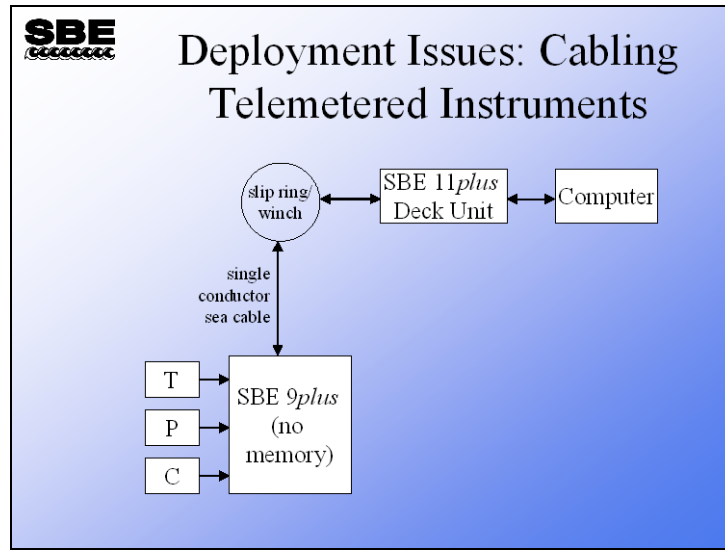 SBE
Deployment Issues: Cabling
Telemetered Instruments
slip ring/
winch
SBE 11plus
Deck Unit
Computer
single
conductor
sea cable
T
P
C
SBE 9plus
(no
memory)